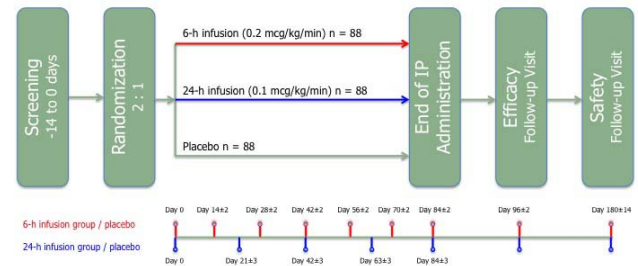 Screening
-14 to 0 days
Randomization
2 : 1
6-h infusion (0.2 mcg/kg/min) n = 88
24-h infusion (0.1 mcg/kg/min) n = 88
Placebo n = 88
End of IP
Administration
Efficacy
Follow-up Visit
Safety
Follow-up Visit
Day 0 Day 14±2 Day 28±2 Day 42±2 Day 56±2 Day 70±2 Day 84±2 Day 96±2 Day 180±14
6-h infusion group / placebo
24-h infusion group / placebo
Day 0 Day 21±3 Day 42±3 Day 63±3 Day 84±3